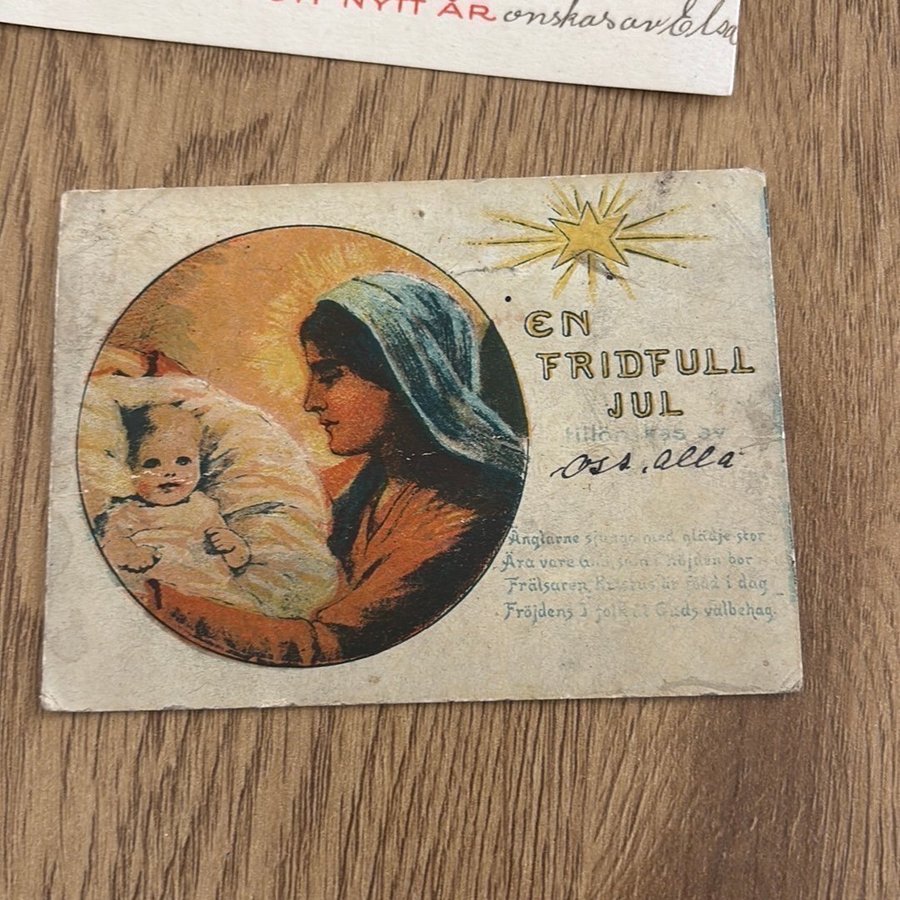 NYTT ÅR önskas av Elsa
EN
FRIDFULL
JUL
tillönskas av
oss. alla
Änglarne sjunga med glädje stor
Ära vare Gud, som i höjden bor
Frälsaren Kristus är född i dag
Fröjdens I folk åt Guds välbehag.